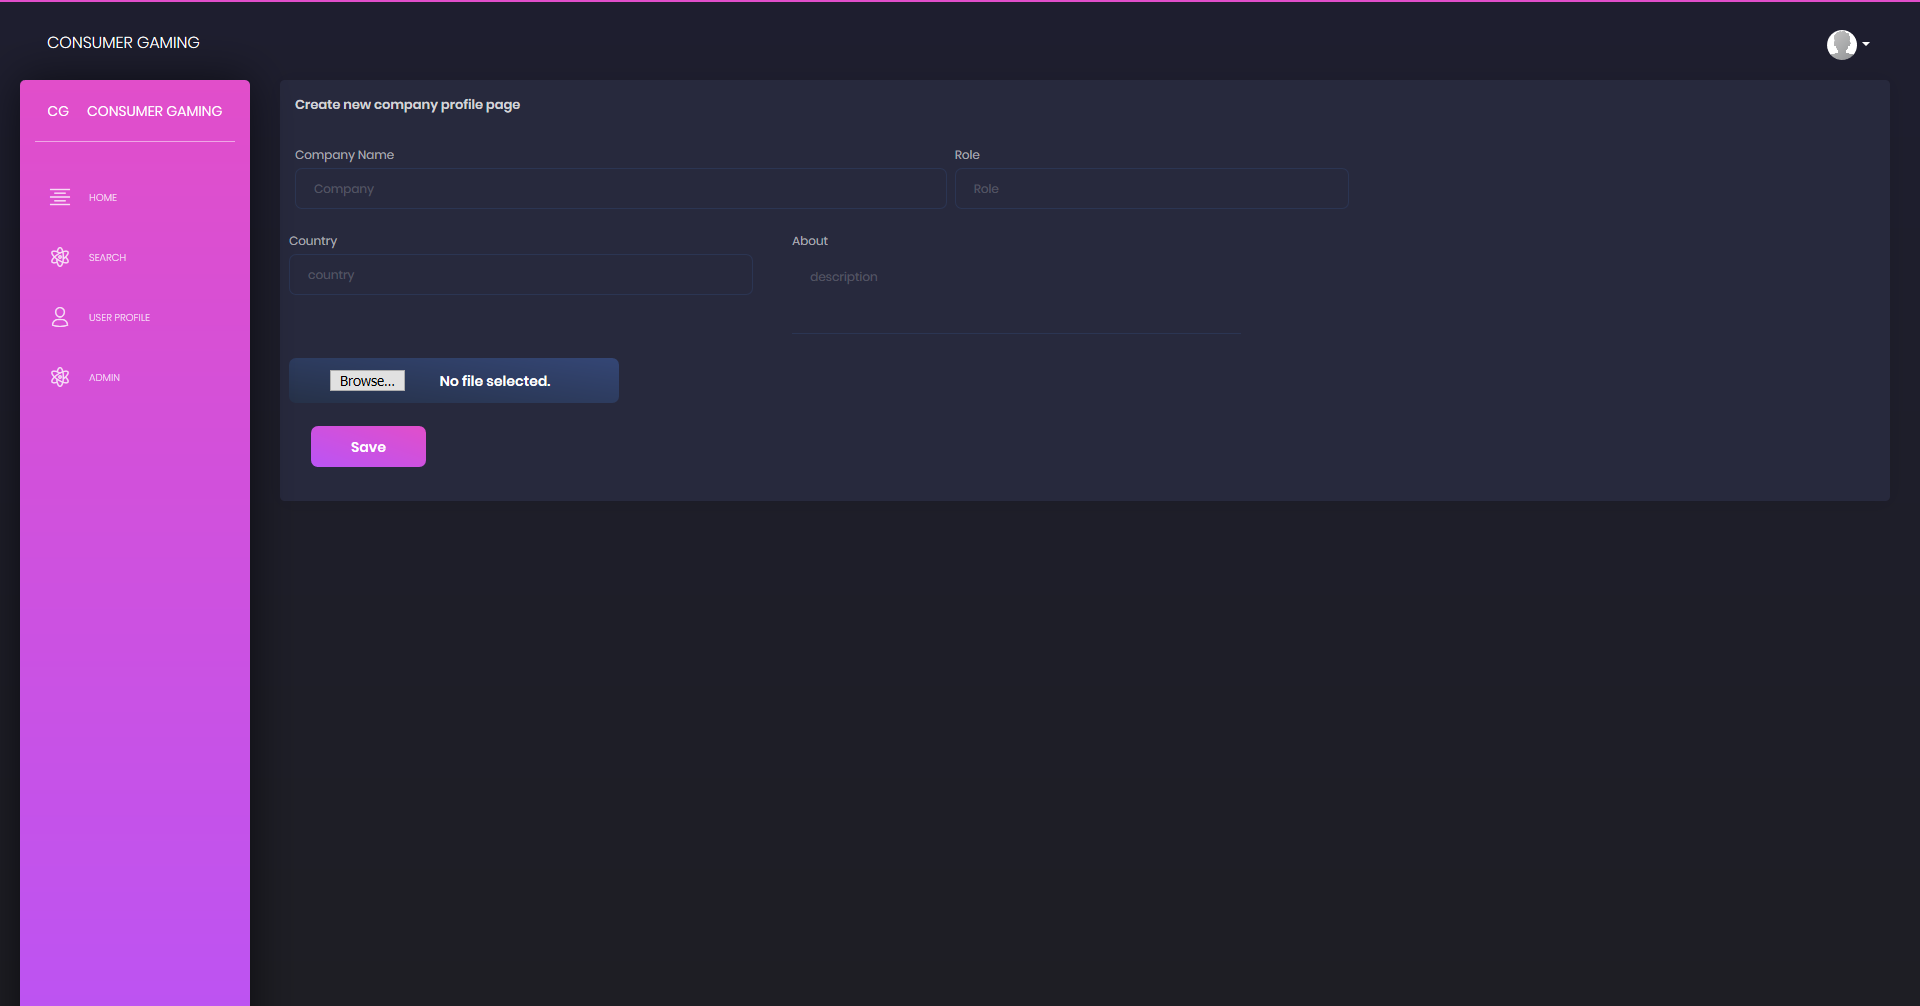 CONSUMER GAMING
CG CONSUMER GAMING
HOME
SEARCH
USER PROFILE
ADMIN
Create new company profile page
Company Name Role
Company Role
Country About
country description
Browse... No file selected.
Save